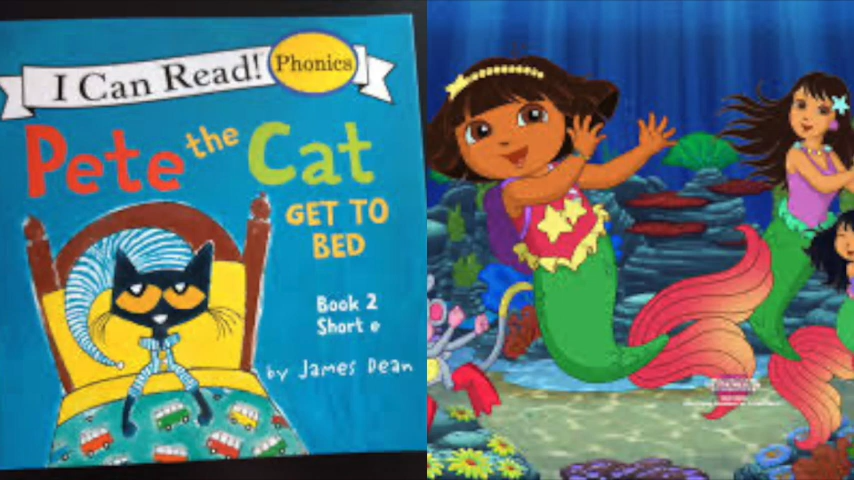 I Can Read!
Phonics
Pete the Cat
GET TO
BED
Book 2
Short e
by James Dean